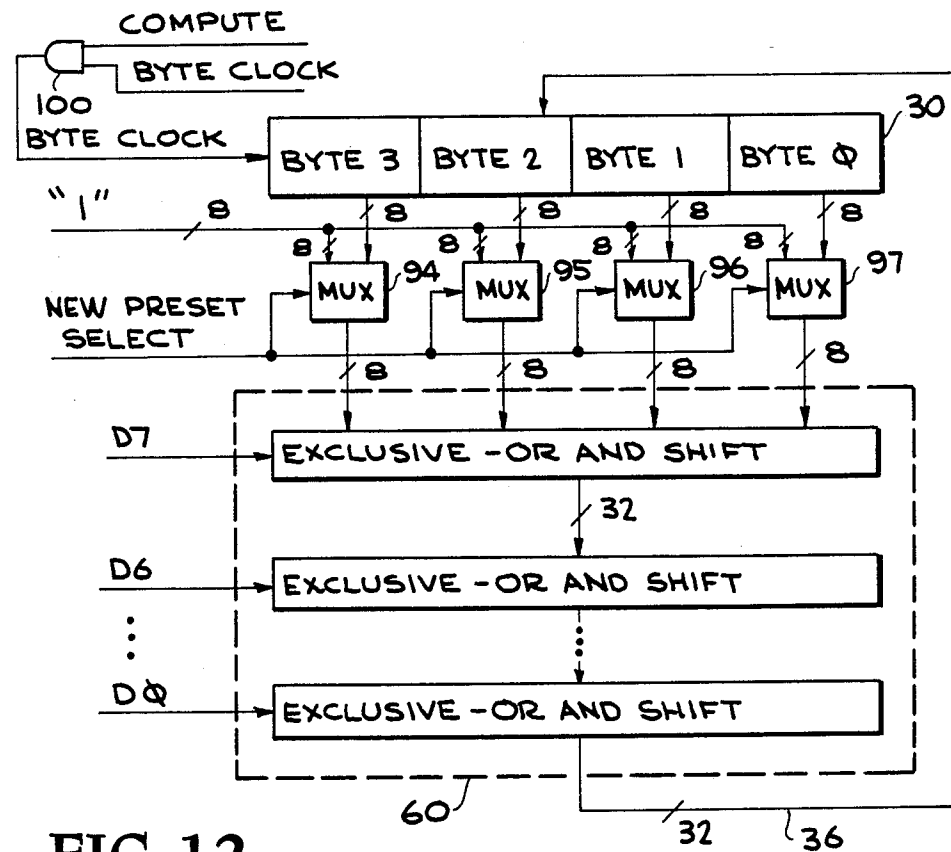 COMPUTE
BYTE CLOCK
100
BYTE CLOCK
30
BYTE 3 BYTE 2 BYTE 1 BYTE Φ
"1" 8 8 8 8 8
8 8 8 8
MUX 94 MUX 95 MUX 96 MUX 97
NEW PRESET
SELECT
8 8 8 8
D7 EXCLUSIVE-OR AND SHIFT
32
D6 EXCLUSIVE-OR AND SHIFT
DΦ EXCLUSIVE-OR AND SHIFT
60
32 36